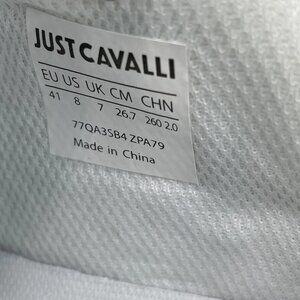 JUST CAVALLI
EU US UK CM CHN
41 8 7 26.7 260 2.0
77QA3SB4 ZPA79
Made in China